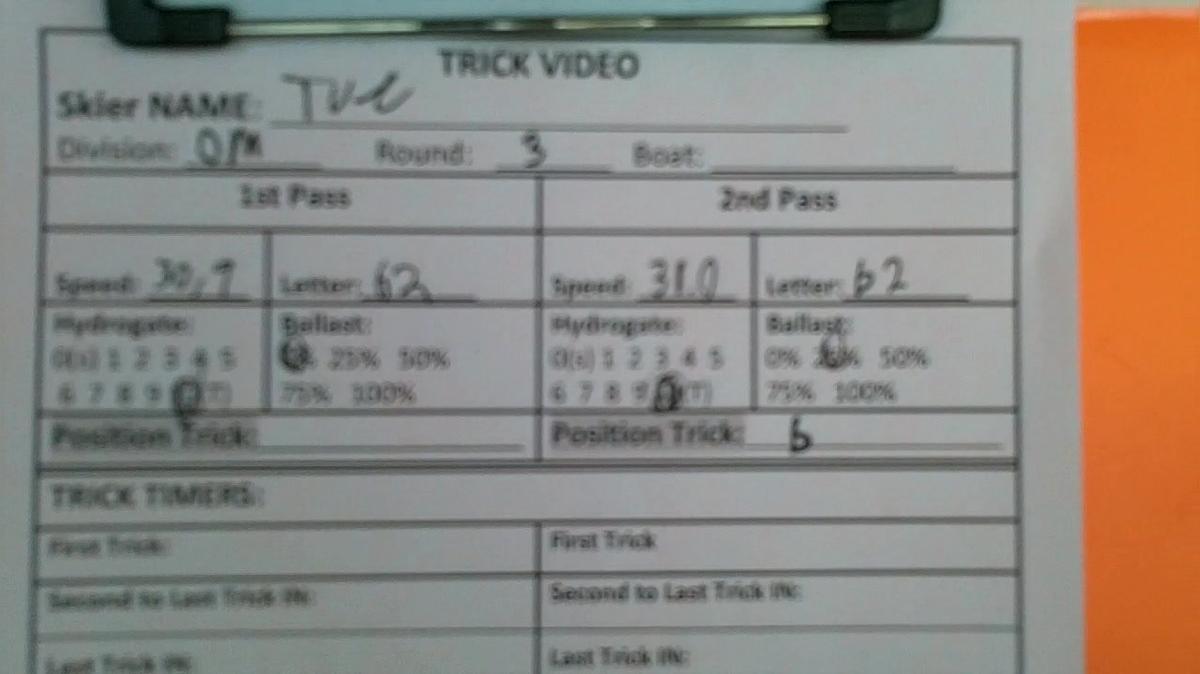 TRICK VIDEO
Skier NAME:
Division: OM Round: 3 Boat:
1st Pass 2nd Pass
Speed: 30.9 Letter: b2 Speed: 31.0 Letter: b2
Hydrogate: Ballast: Hydrogate: Ballast:
0(s) 1 2 3 4 5 25% 50% 0(s) 1 2 3 4 5 0% 50%
6 7 8 9 (T) 75% 100% 6 7 8 9 (T) 75% 100%
Position Trick: Position Trick: b
TRICK TIMERS:
First Trick: First Trick
Second to Last Trick IN: Second to Last Trick IN:
Last Trick IN: Last Trick IN: